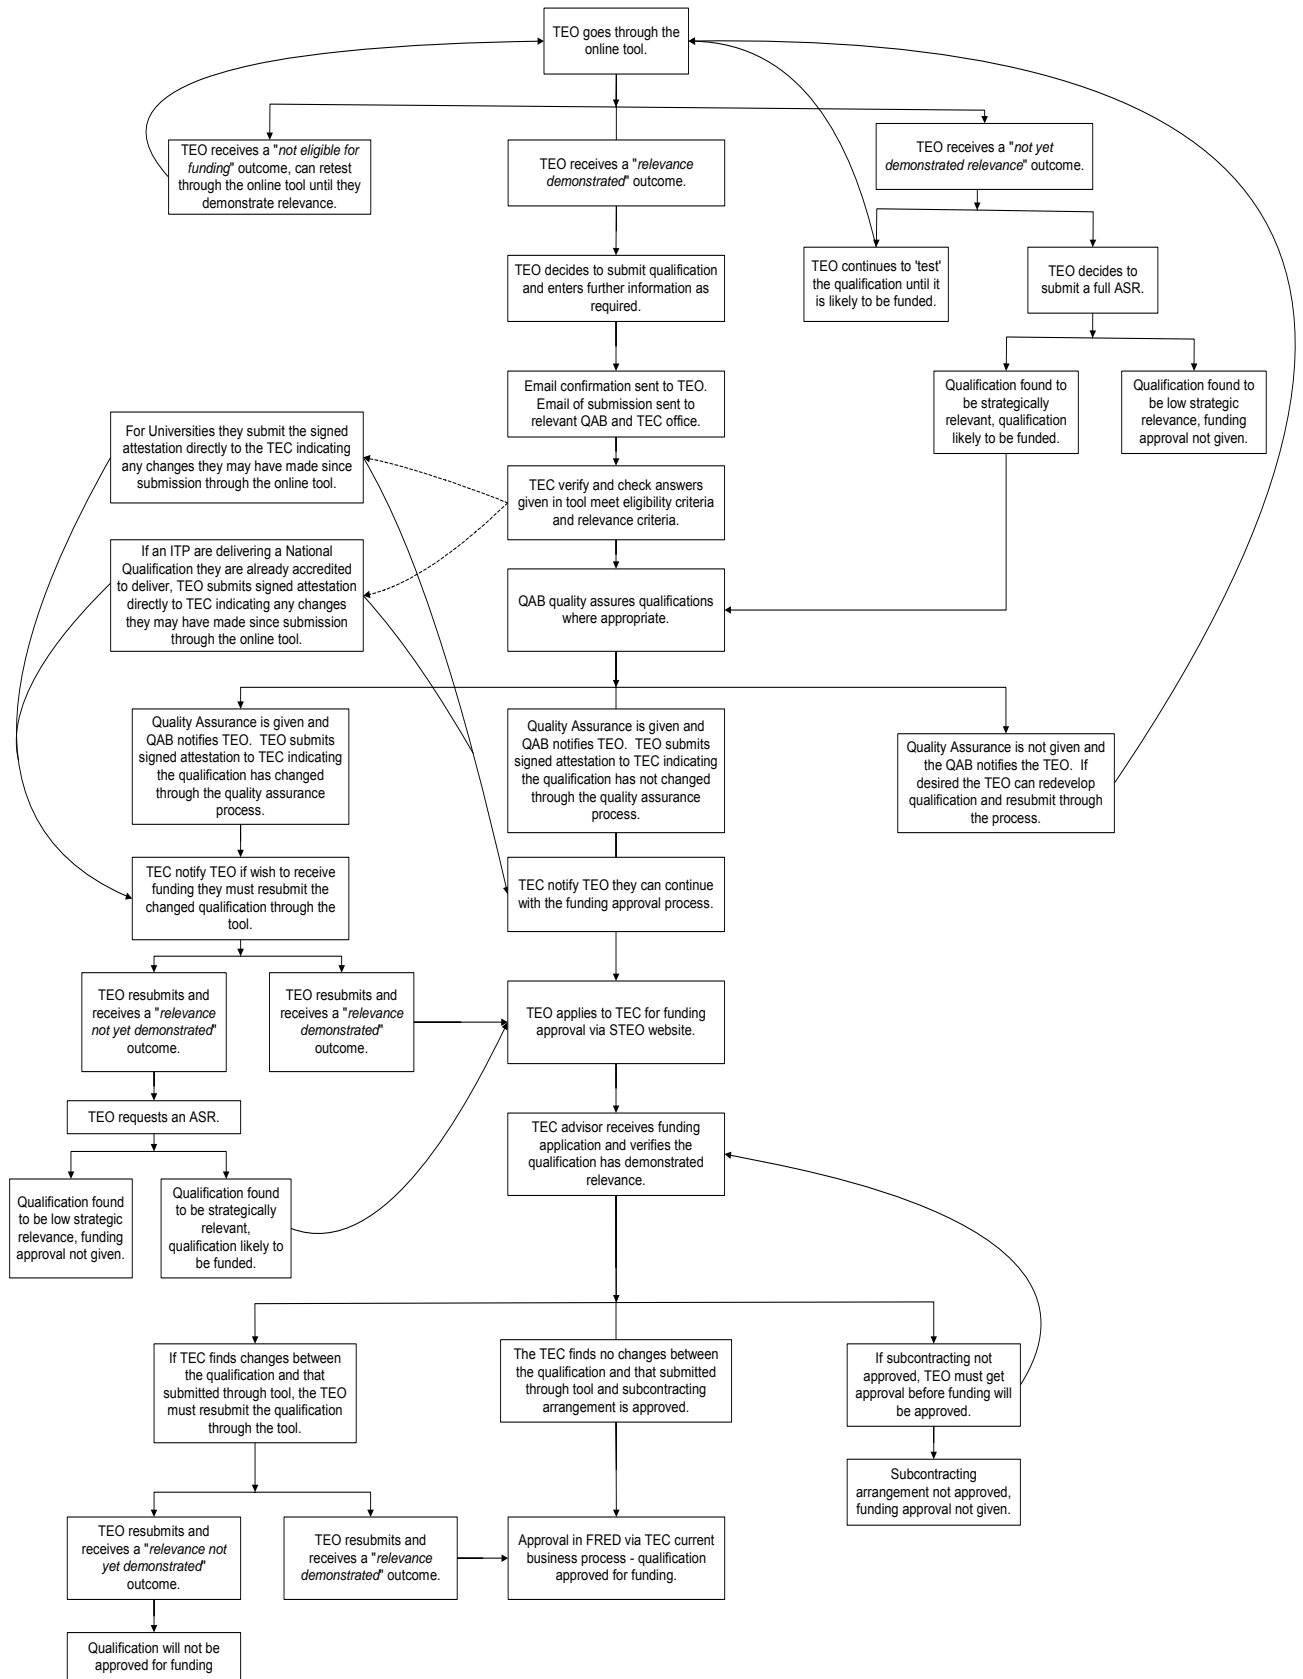 TEO goes through the
online tool.
TEO receives a "not eligible for
funding" outcome, can retest
through the online tool until they
demonstrate relevance.
TEO receives a "relevance
demonstrated" outcome.
TEO receives a "not yet
demonstrated relevance" outcome.
TEO decides to submit qualification
and enters further information as
required.
TEO continues to 'test'
the qualification until it
is likely to be funded.
TEO decides to
submit a full ASR.
Email confirmation sent to TEO.
Email of submission sent to
relevant QAB and TEC office.
Qualification found to
be strategically
relevant, qualification
likely to be funded.
Qualification found to
be low strategic
relevance, funding
approval not given.
For Universities they submit the signed
attestation directly to the TEC indicating
any changes they may have made since
submission through the online tool.
TEC verify and check answers
given in tool meet eligibility criteria
and relevance criteria.
If an ITP are delivering a National
Qualification they are already accredited
to deliver, TEO submits signed attestation
directly to TEC indicating any changes
they may have made since submission
through the online tool.
QAB quality assures qualifications
where appropriate.
Quality Assurance is given and
QAB notifies TEO.  TEO submits
signed attestation to TEC indicating
the qualification has changed
through the quality assurance
process.
Quality Assurance is given and
QAB notifies TEO.  TEO submits
signed attestation to TEC indicating
the qualification has not changed
through the quality assurance
process.
Quality Assurance is not given and
the QAB notifies the TEO.  If
desired the TEO can redevelop
qualification and resubmit through
the process.
TEC notify TEO if wish to receive
funding they must resubmit the
changed qualification through the
tool.
TEC notify TEO they can continue
with the funding approval process.
TEO resubmits and
receives a "relevance
not yet demonstrated"
outcome.
TEO resubmits and
receives a "relevance
demonstrated"
outcome.
TEO applies to TEC for funding
approval via STEO website.
TEO requests an ASR.
TEC advisor receives funding
application and verifies the
qualification has demonstrated
relevance.
Qualification found
to be low strategic
relevance, funding
approval not given.
Qualification found
to be strategically
relevant,
qualification likely to
be funded.
If TEC finds changes between
the qualification and that
submitted through tool, the TEO
must resubmit the qualification
through the tool.
The TEC finds no changes between
the qualification and that submitted
through tool and subcontracting
arrangement is approved.
If subcontracting not
approved, TEO must get
approval before funding will
be approved.
Subcontracting
arrangement not approved,
funding approval not given.
TEO resubmits and
receives a "relevance not
yet demonstrated"
outcome.
TEO resubmits and
receives a "relevance
demonstrated" outcome.
Approval in FRED via TEC current
business process - qualification
approved for funding.
Qualification will not be
approved for funding